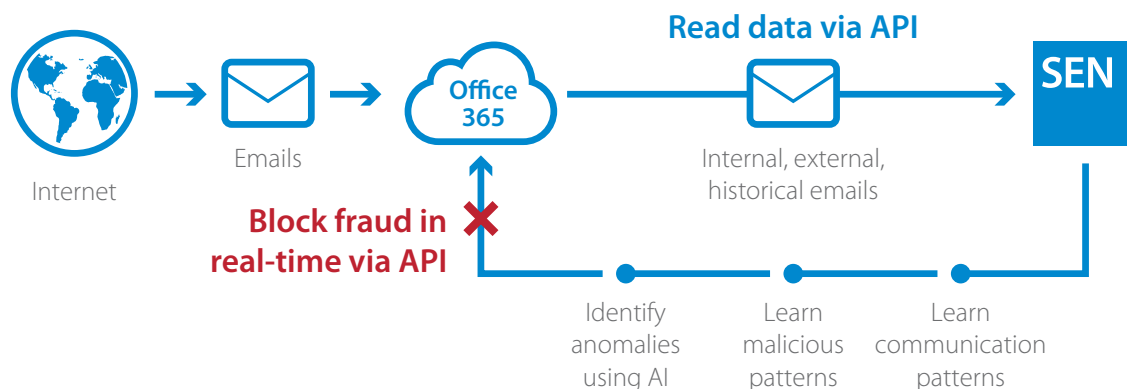 Read data via API
Office
365
SEN
Emails
Internal, external,
historical emails
Internet
Block fraud in
real-time via API
Identify
anomalies
using AI
Learn
malicious
patterns
Learn
communication
patterns